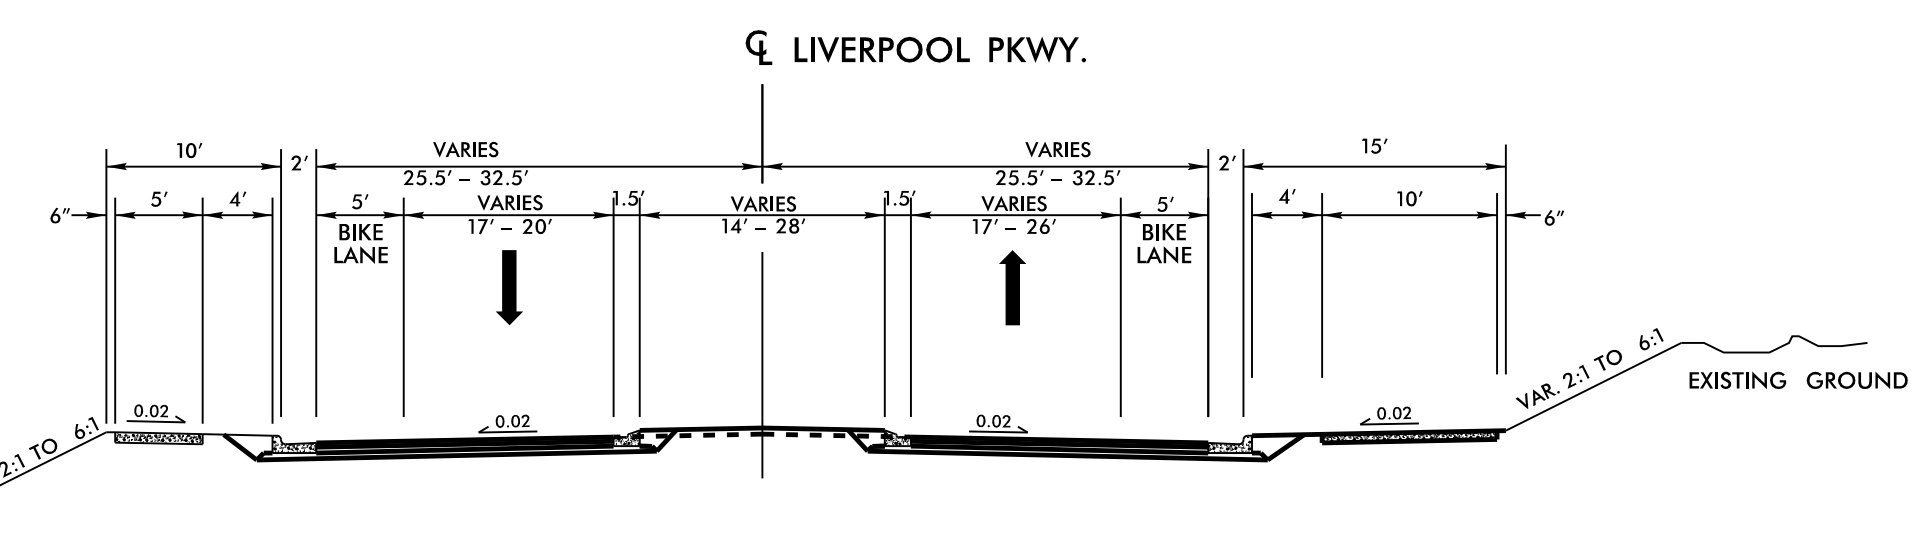 ℄ LIVERPOOL PKWY.
10'
2'
VARIES
25.5' – 32.5'
VARIES
25.5' – 32.5'
2'
15'
6"
5'
4'
5'
BIKE
LANE
VARIES
17' – 20'
1.5'
VARIES
14' – 28'
1.5'
VARIES
17' – 26'
5'
BIKE
LANE
4'
10'
6"
2:1 TO 6:1
0.02
0.02
0.02
0.02
VAR. 2:1 TO 6:1
EXISTING GROUND